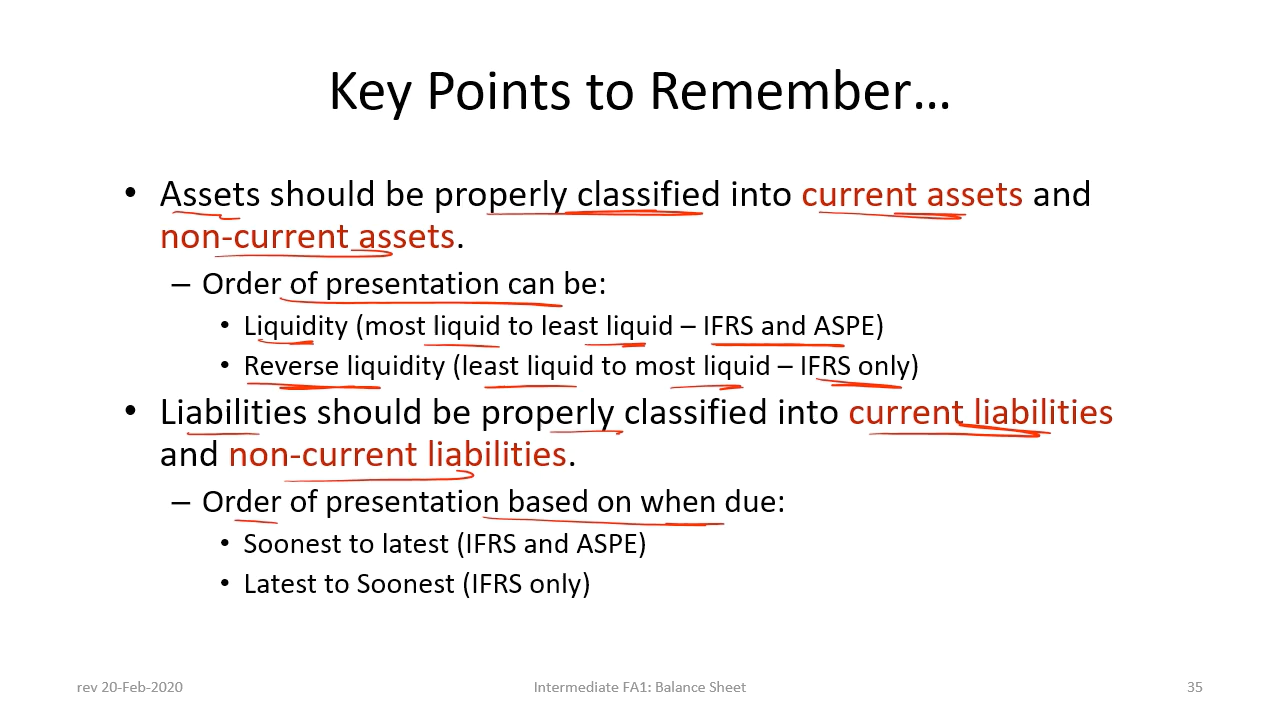 Key Points to Remember…
• Assets should be properly classified into current assets and
non-current assets.
– Order of presentation can be:
• Liquidity (most liquid to least liquid – IFRS and ASPE)
• Reverse liquidity (least liquid to most liquid – IFRS only)
• Liabilities should be properly classified into current liabilities
and non-current liabilities.
– Order of presentation based on when due:
• Soonest to latest (IFRS and ASPE)
• Latest to Soonest (IFRS only)
rev 20-Feb-2020 Intermediate FA1: Balance Sheet 35